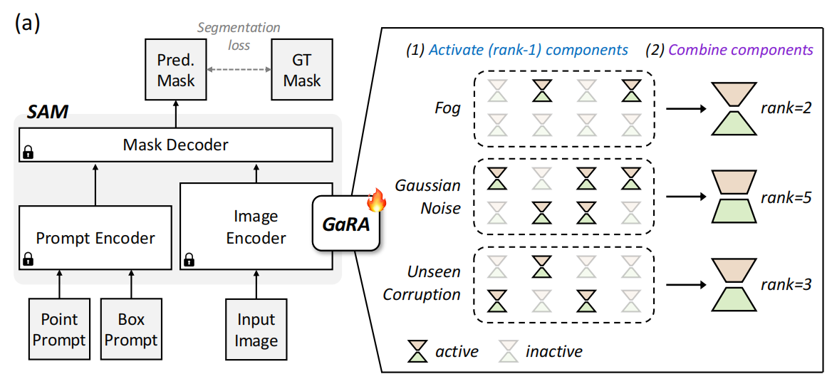 (a)
Segmentation
loss
Pred.
Mask
GT
Mask
SAM
Mask Decoder
Prompt Encoder
Image
Encoder
GaRA
Point
Prompt
Box
Prompt
Input
Image
(1) Activate (rank-1) components
(2) Combine components
Fog
rank=2
Gaussian
Noise
rank=5
Unseen
Corruption
rank=3
active
inactive